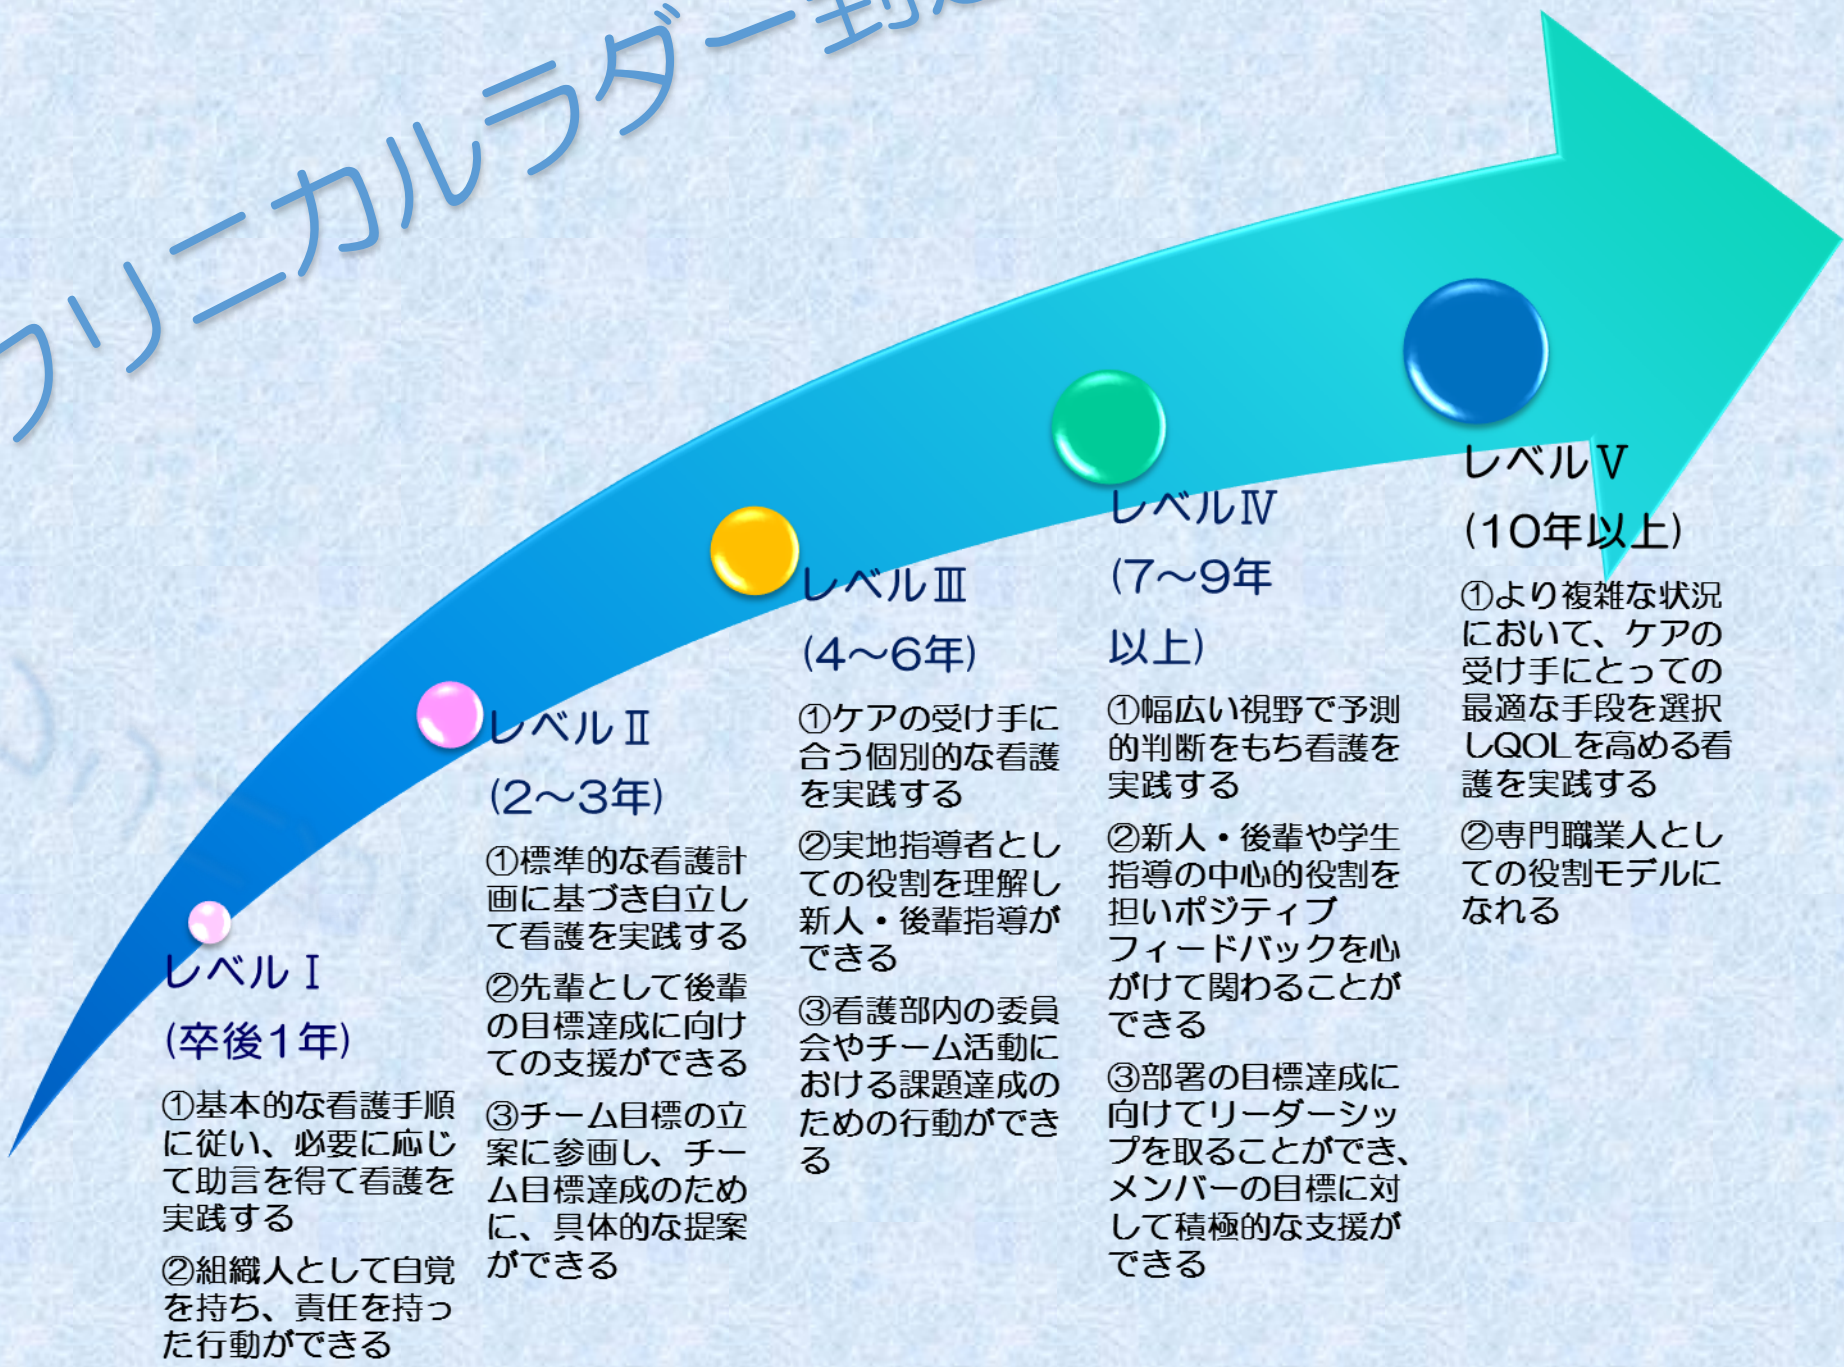 クリニカルラダー到達
レベルⅠ
(卒後1年)
①基本的な看護手順
に従い、必要に応じ
て助言を得て看護を
実践する
②組織人として自覚
を持ち、責任を持っ
た行動ができる
レベルⅡ
(2～3年)
①標準的な看護計
画に基づき自立し
て看護を実践する
②先輩として後輩
の目標達成に向け
ての支援ができる
③チーム目標の立
案に参画し、チー
ム目標達成のため
に、具体的な提案
ができる
レベルⅢ
(4～6年)
①ケアの受け手に
合う個別的な看護
を実践する
②実地指導者とし
ての役割を理解し
新人・後輩指導が
できる
③看護部内の委員
会やチーム活動に
おける課題達成の
ための行動ができ
る
レベルⅣ
(7～9年
以上)
①幅広い視野で予測
的判断をもち看護を
実践する
②新人・後輩や学生
指導の中心的役割を
担いポジティブ
フィードバックを心
がけて関わることが
できる
③部署の目標達成に
向けてリーダーシッ
プを取ることができ、
メンバーの目標に対
して積極的な支援が
できる
レベルⅤ
(10年以上)
①より複雑な状況
において、ケアの
受け手にとっての
最適な手段を選択
しQOLを高める看
護を実践する
②専門職業人とし
ての役割モデルに
なれる